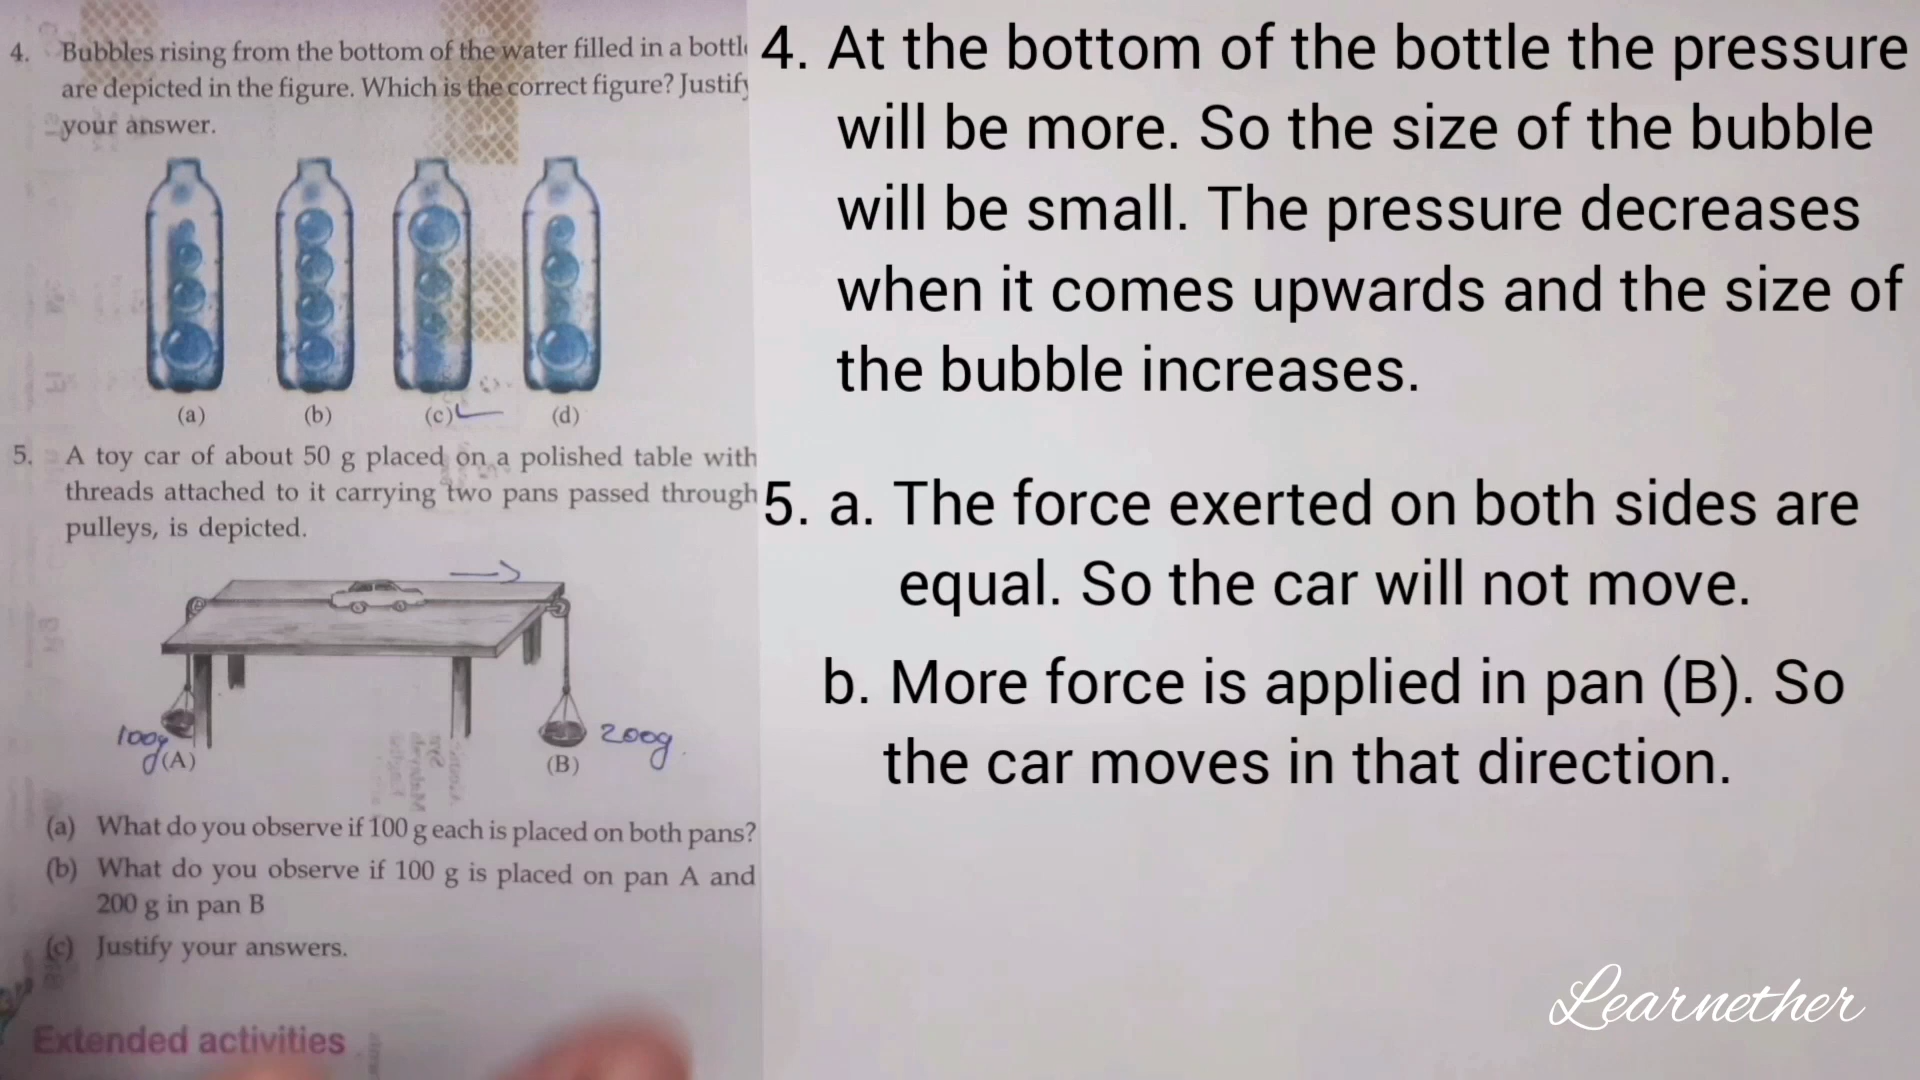 4. Bubbles rising from the bottom of the water filled in a bottle
are depicted in the figure. Which is the correct figure? Justify
your answer.
(a) (b) (c) (d)
5. A toy car of about 50 g placed on a polished table with
threads attached to it carrying two pans passed through
pulleys, is depicted.
100g (A) (B) 200g
(a) What do you observe if 100 g each is placed on both pans?
(b) What do you observe if 100 g is placed on pan A and
200 g in pan B
(c) Justify your answers.
Extended activities
4. At the bottom of the bottle the pressure
will be more. So the size of the bubble
will be small. The pressure decreases
when it comes upwards and the size of
the bubble increases.
5. a. The force exerted on both sides are
equal. So the car will not move.
b. More force is applied in pan (B). So
the car moves in that direction.
Learnether